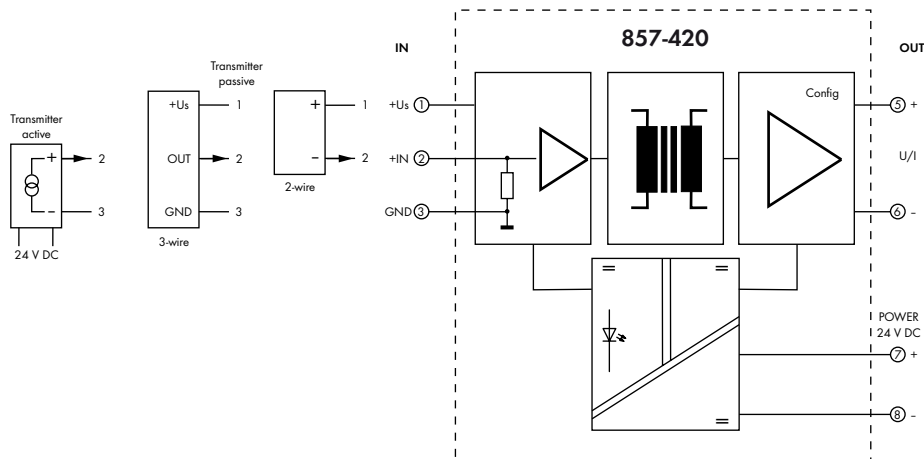 857-420
IN
OUT
Transmitter
active
+
−
2
3
24 V DC
+Us
OUT
GND
1
2
3
3-wire
Transmitter
passive
+
−
1
2
2-wire
+Us 1
+IN 2
GND 3
Config
5 +
U/I
6 -
POWER
24 V DC
7 +
8 -